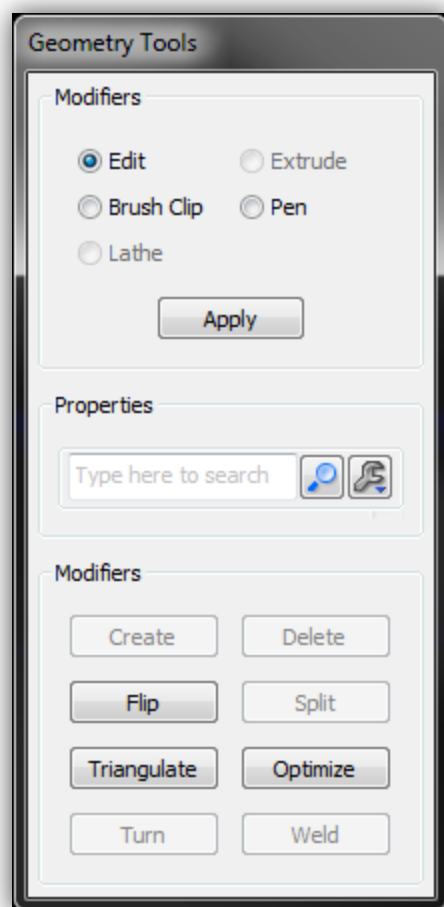 Geometry Tools
Modifiers
Edit Extrude
Brush Clip Pen
Lathe
Apply
Properties
Type here to search
Modifiers
Create Delete
Flip Split
Triangulate Optimize
Turn Weld